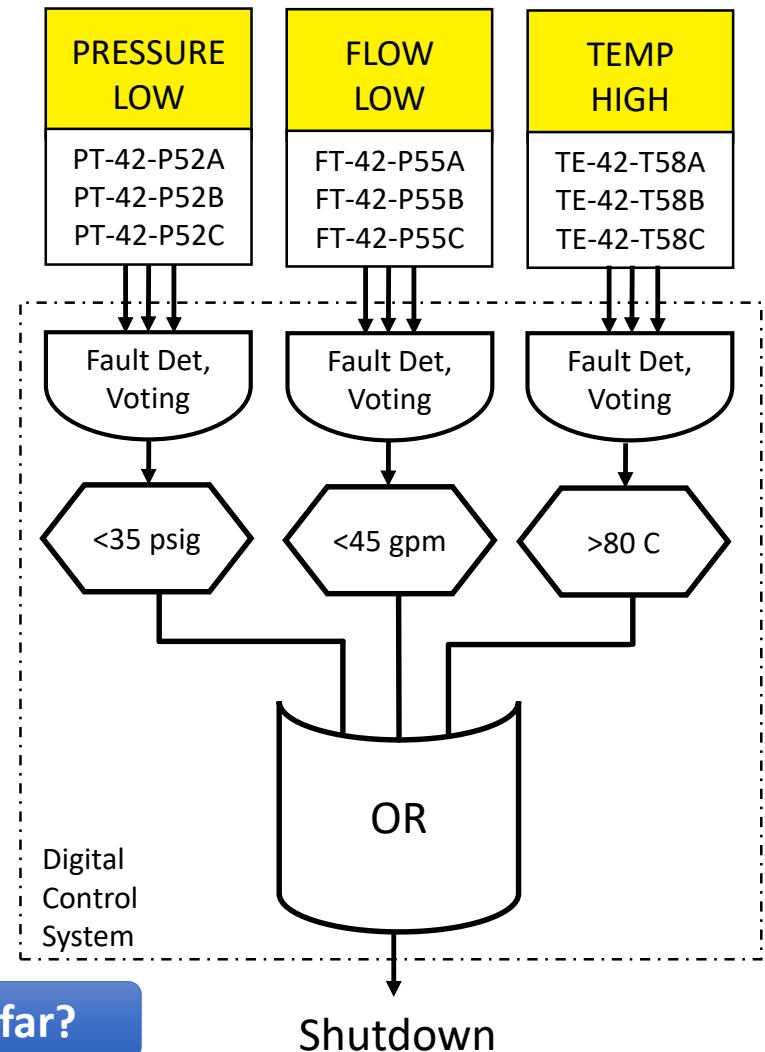 PRESSURE
LOW
PT-42-P52A
PT-42-P52B
PT-42-P52C
FLOW
LOW
FT-42-P55A
FT-42-P55B
FT-42-P55C
TEMP
HIGH
TE-42-T58A
TE-42-T58B
TE-42-T58C
Fault Det,
Voting
Fault Det,
Voting
Fault Det,
Voting
<35 psig
<45 gpm
>80 C
OR
Digital
Control
System
far?
Shutdown